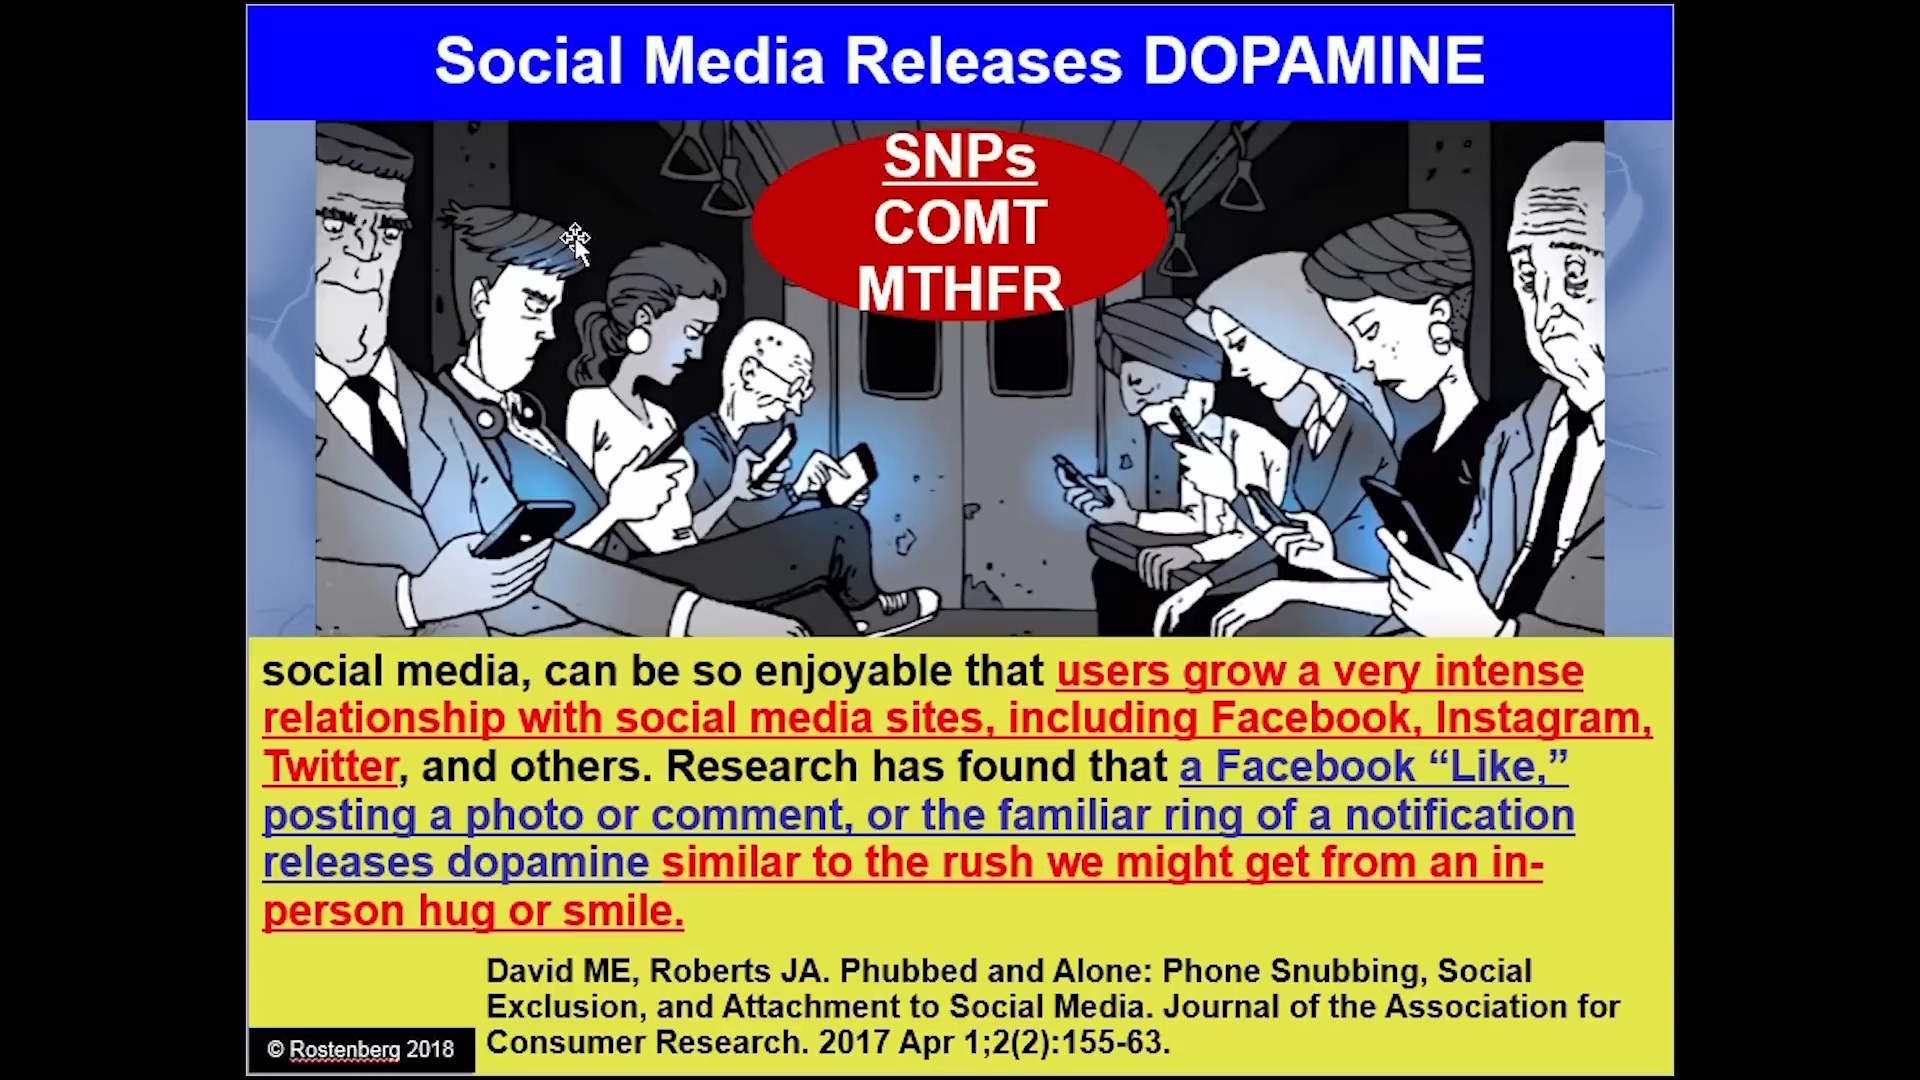 Social Media Releases DOPAMINE
SNPs
COMT
MTHFR
social media, can be so enjoyable that users grow a very intense
relationship with social media sites, including Facebook, Instagram,
Twitter, and others. Research has found that a Facebook “Like,”
posting a photo or comment, or the familiar ring of a notification
releases dopamine similar to the rush we might get from an in-
person hug or smile.
David ME, Roberts JA. Phubbed and Alone: Phone Snubbing, Social
Exclusion, and Attachment to Social Media. Journal of the Association for
Consumer Research. 2017 Apr 1;2(2):155-63.
© Rostenberg 2018